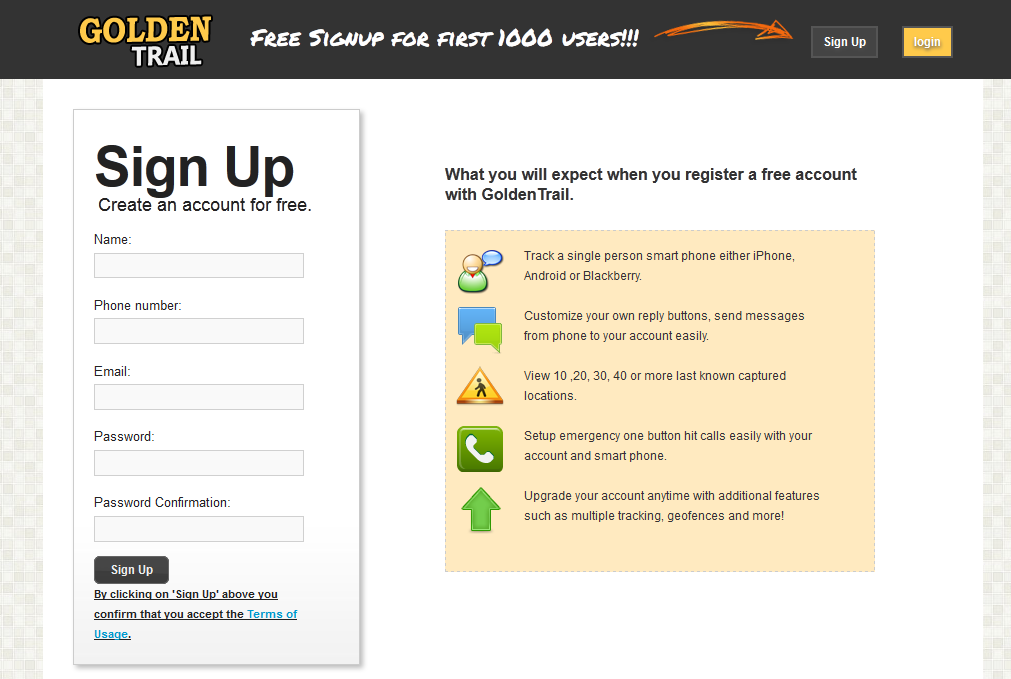 GOLDEN
TRAIL
Free Signup for first 1000 users!!!
Sign Up
login
Sign Up
Create an account for free.
Name:
Phone number:
Email:
Password:
Password Confirmation:
Sign Up
By clicking on 'Sign Up' above you
confirm that you accept the Terms of
Usage.
What you will expect when you register a free account
with GoldenTrail.
Track a single person smart phone either iPhone,
Android or Blackberry.
Customize your own reply buttons, send messages
from phone to your account easily.
View 10 ,20, 30, 40 or more last known captured
locations.
Setup emergency one button hit calls easily with your
account and smart phone.
Upgrade your account anytime with additional features
such as multiple tracking, geofences and more!